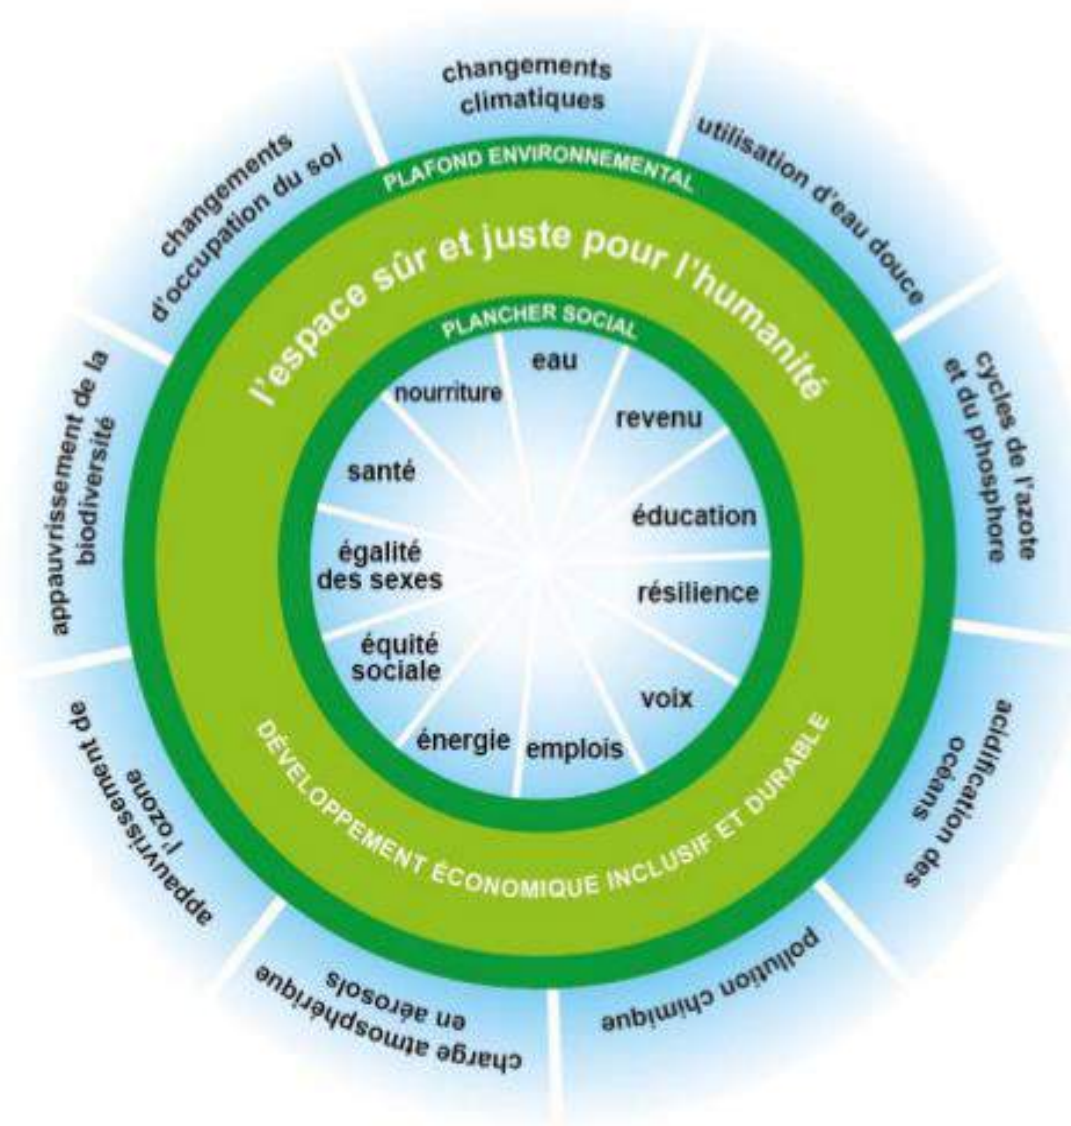 changements
climatiques
utilisation d'eau douce
cycles de l'azote
et du phosphore
acidification des
océans
pollution chimique
charge atmosphérique
en aérosols
appauvrissement de
l'ozone
appauvrissement de la
biodiversité
changements
d'occupation du sol
PLAFOND ENVIRONNEMENTAL
l'espace sûr et juste pour l'humanité
PLANCHER SOCIAL
eau
revenu
éducation
résilience
voix
emplois
énergie
équité
sociale
égalité
des sexes
santé
nourriture
DÉVELOPPEMENT ÉCONOMIQUE INCLUSIF ET DURABLE